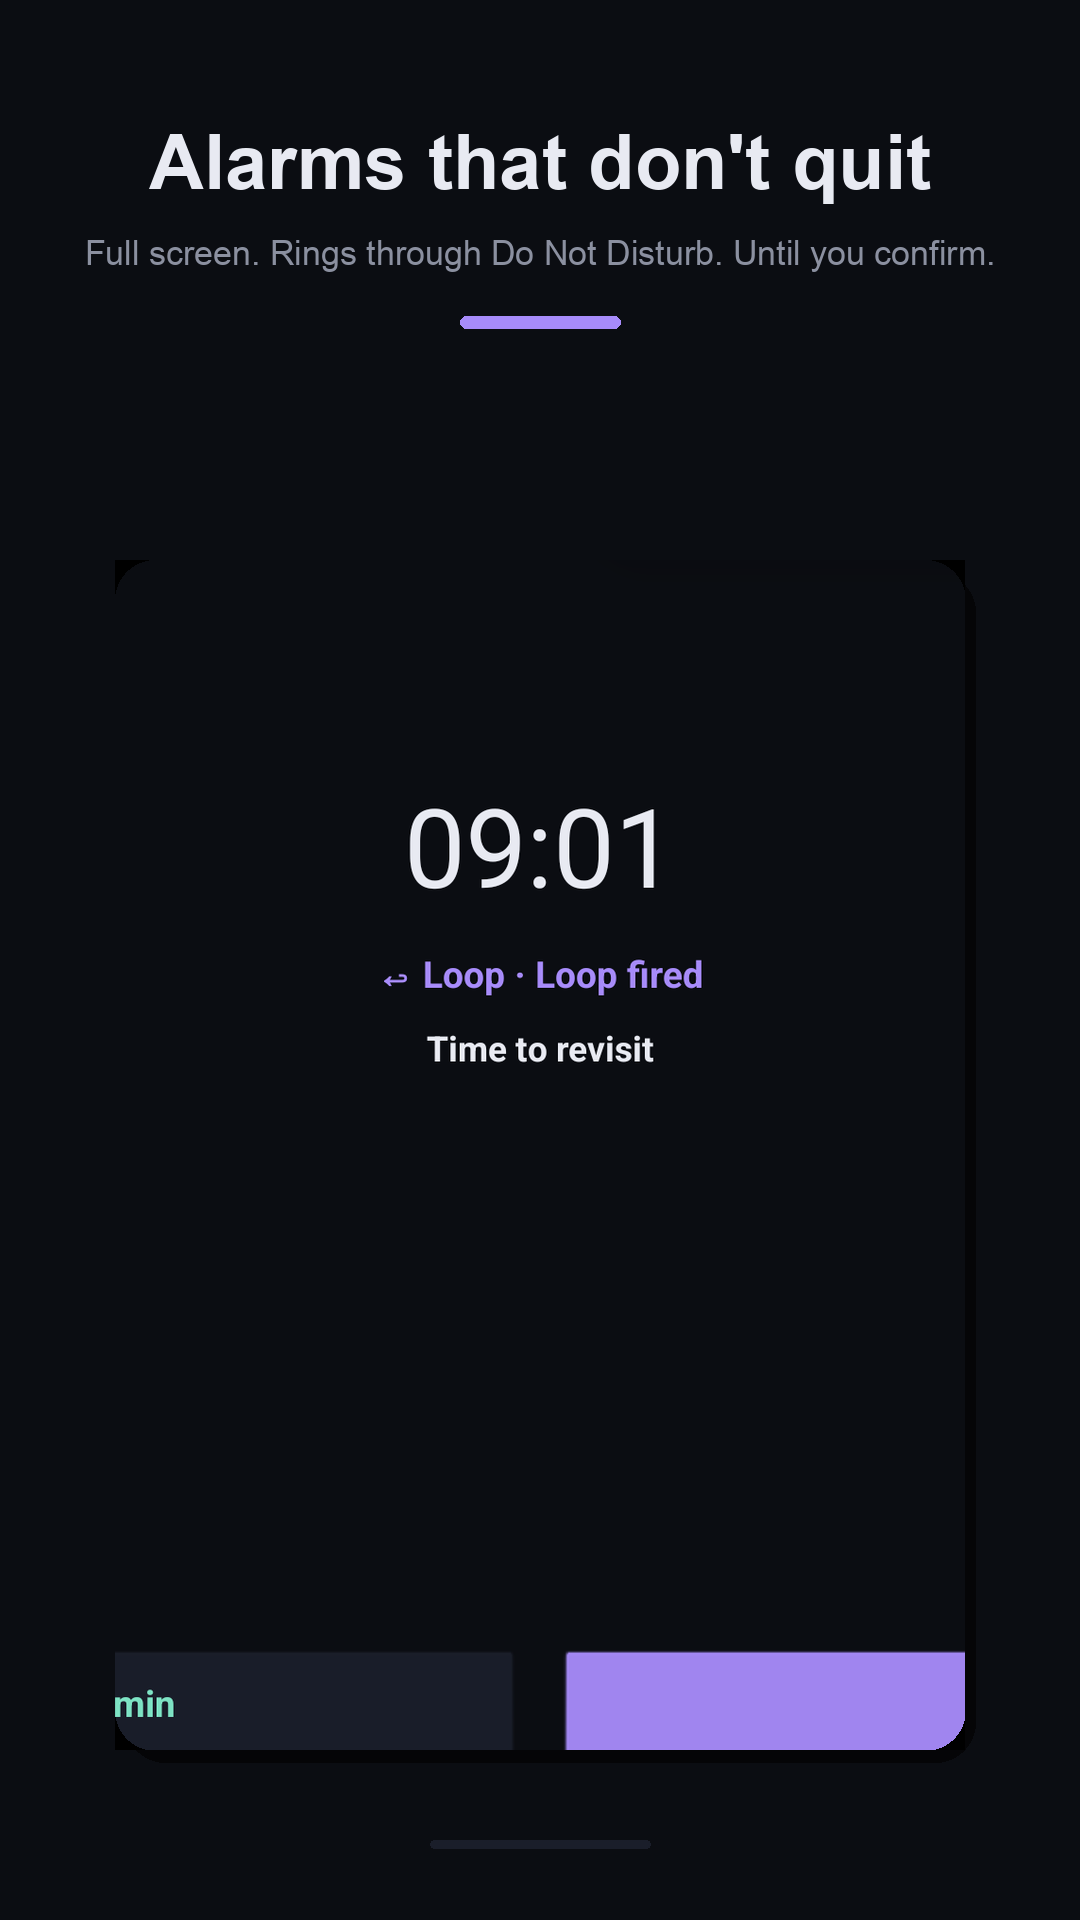 Alarms that don't quit
Full screen. Rings through Do Not Disturb. Until you confirm.
09:01
↩ Loop · Loop fired
Time to revisit
min